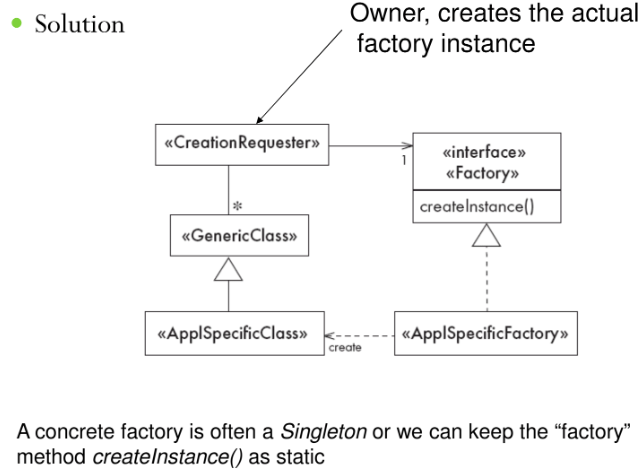 Owner, creates the actual
factory instance
Solution
«CreationRequester»
1
«interface»
«Factory»
createInstance()
*
«GenericClass»
«ApplSpecificClass»
create
«ApplSpecificFactory»
A concrete factory is often a Singleton or we can keep the “factory”
method createInstance() as static